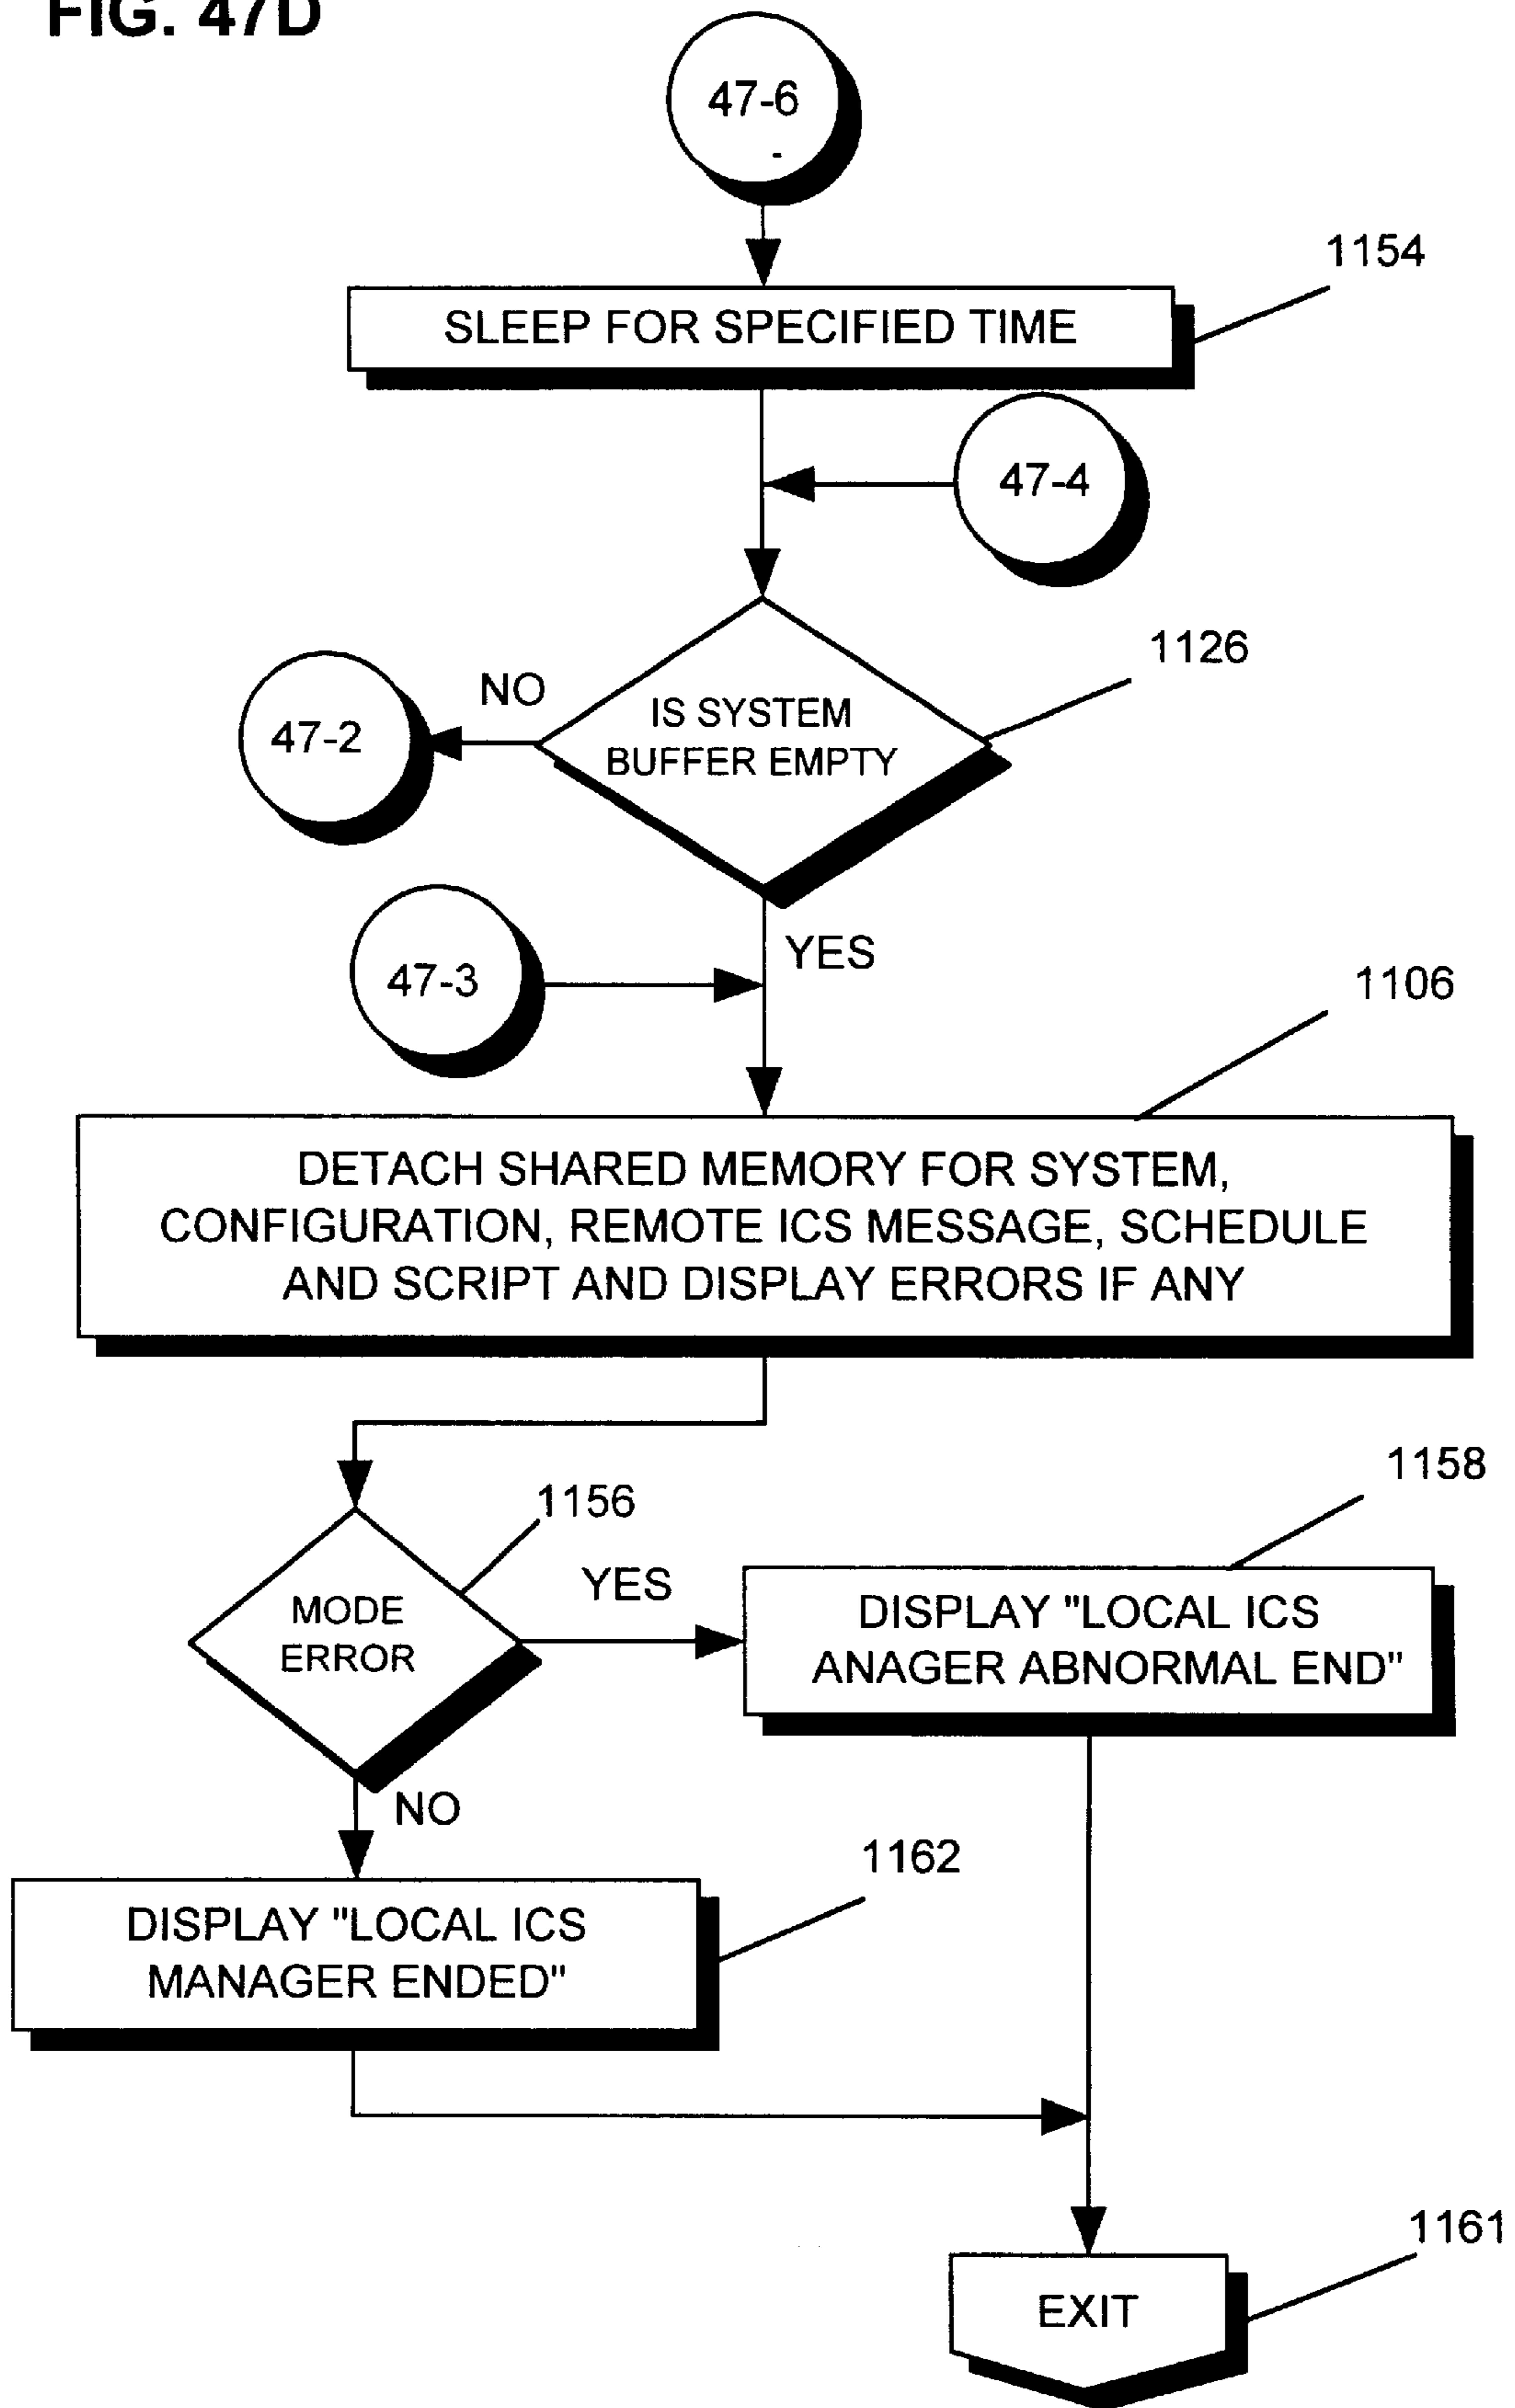 FIG. 47D
47-6
1154
SLEEP FOR SPECIFIED TIME
47-4
1126
NO
IS SYSTEM
BUFFER EMPTY
47-2
YES
47-3
1106
DETACH SHARED MEMORY FOR SYSTEM,
CONFIGURATION, REMOTE ICS MESSAGE, SCHEDULE
AND SCRIPT AND DISPLAY ERRORS IF ANY
1158
1156
YES
MODE
ERROR
DISPLAY "LOCAL ICS
ANAGER ABNORMAL END"
NO
1162
DISPLAY "LOCAL ICS
MANAGER ENDED"
1161
EXIT